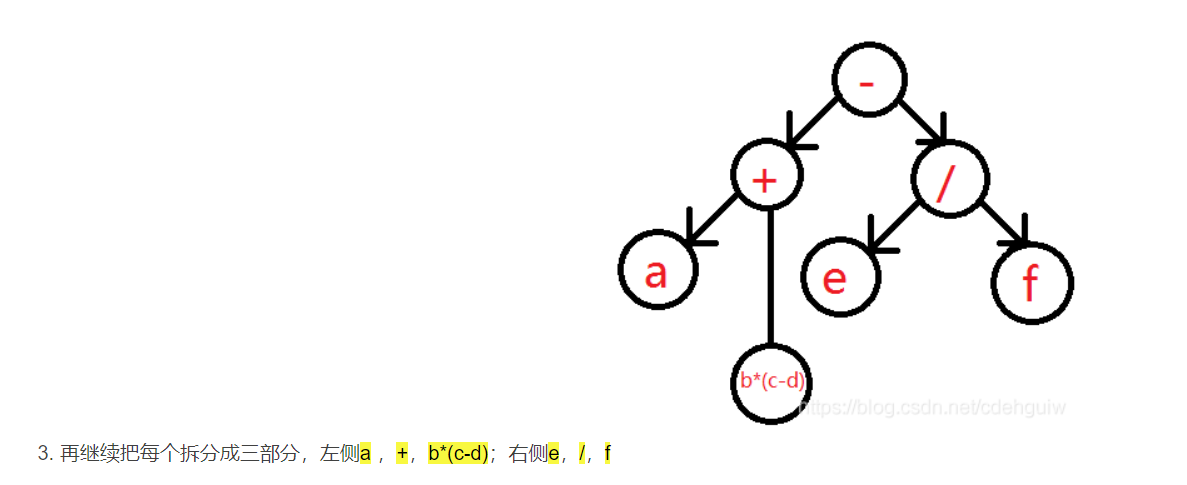 -
+
/
a
e
f
b*(c-d)
https://blog.csdn.net/cdehguiw
3. 再继续把每个拆分成三部分，左侧a ，+，b*(c-d)；右侧e，/，f